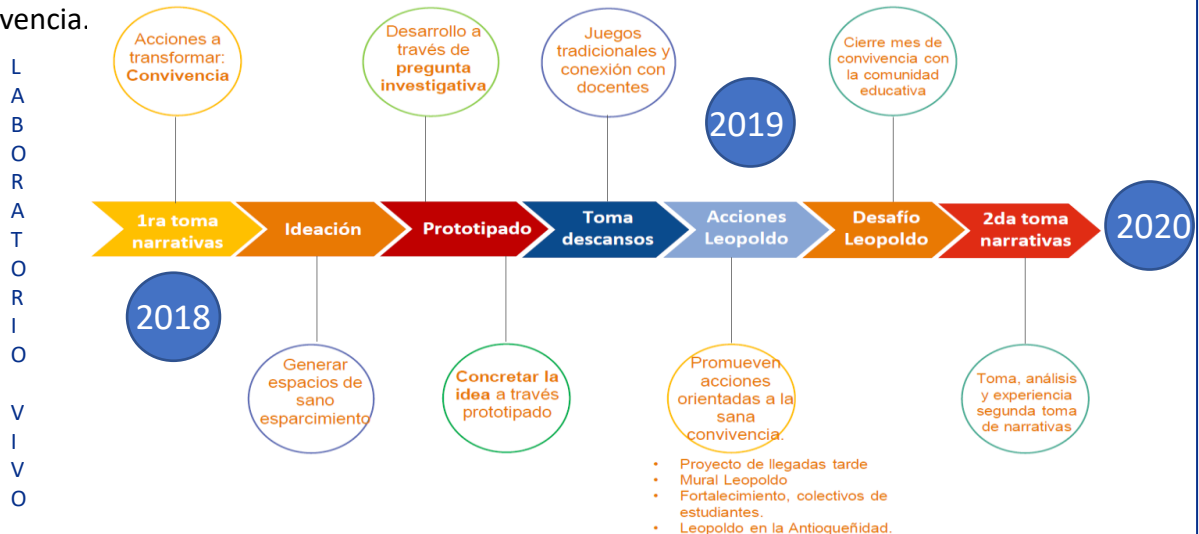 vencia.
L
A
B
O
R
A
T
O
R
I
O
V
I
V
O
Acciones a
transformar:
Convivencia
Desarrollo a
través de
pregunta
investigativa
Juegos
tradicionales y
conexión con
docentes
2019
Cierre mes de
convivencia con
la comunidad
educativa
1ra toma
narrativas
Ideación
Prototipado
Toma
descansos
Acciones
Leopoldo
Desafío
Leopoldo
2da toma
narrativas
2020
2018
Generar
espacios de
sano
esparcimiento
Concretar la
idea a través
prototipado
Promueven
acciones
orientadas a la
sana
convivencia.
Toma, análisis
y experiencia
segunda toma
de narrativas
• Proyecto de llegadas tarde
• Mural Leopoldo
• Fortalecimiento, colectivos de
estudiantes.
• Leopoldo en la Antioqueñidad.